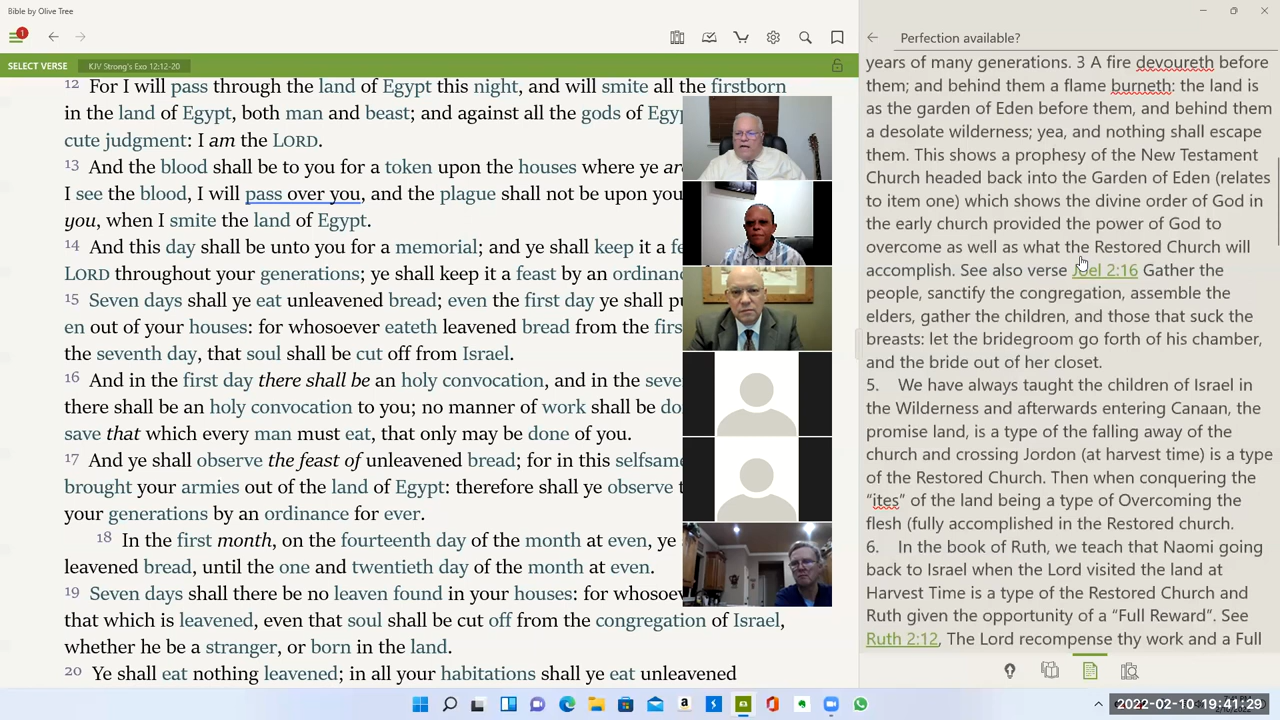 Bible by Olive Tree
1
Perfection available?
SELECT VERSE
KJV Strong's Exo 12:12-20
12 For I will pass through the land of Egypt this night, and will smite all the firstborn
in the land of Egypt, both man and beast; and against all the gods of Egyp
cute judgment: I am the LORD.
13 And the blood shall be to you for a token upon the houses where ye ar
I see the blood, I will pass over you, and the plague shall not be upon you
you, when I smite the land of Egypt.
14 And this day shall be unto you for a memorial; and ye shall keep it a fe
LORD throughout your generations; ye shall keep it a feast by an ordinanc
15 Seven days shall ye eat unleavened bread; even the first day ye shall pu
en out of your houses: for whosoever eateth leavened bread from the firs
the seventh day, that soul shall be cut off from Israel.
16 And in the first day there shall be an holy convocation, and in the seve
there shall be an holy convocation to you; no manner of work shall be do
save that which every man must eat, that only may be done of you.
17 And ye shall observe the feast of unleavened bread; for in this selfsame
brought your armies out of the land of Egypt: therefore shall ye observe t
your generations by an ordinance for ever.
18 In the first month, on the fourteenth day of the month at even, ye s
leavened bread, until the one and twentieth day of the month at even.
19 Seven days shall there be no leaven found in your houses: for whosoev
that which is leavened, even that soul shall be cut off from the congregation of Israel,
whether he be a stranger, or born in the land.
20 Ye shall eat nothing leavened; in all your habitations shall ye eat unleavened
years of many generations. 3 A fire devoureth before
them; and behind them a flame burneth: the land is
as the garden of Eden before them, and behind them
a desolate wilderness; yea, and nothing shall escape
them. This shows a prophesy of the New Testament
Church headed back into the Garden of Eden (relates
to item one) which shows the divine order of God in
the early church provided the power of God to
overcome as well as what the Restored Church will
accomplish. See also verse Joel 2:16 Gather the
people, sanctify the congregation, assemble the
elders, gather the children, and those that suck the
breasts: let the bridegroom go forth of his chamber,
and the bride out of her closet.
5. We have always taught the children of Israel in
the Wilderness and afterwards entering Canaan, the
promise land, is a type of the falling away of the
church and crossing Jordon (at harvest time) is a type
of the Restored Church. Then when conquering the
“ites” of the land being a type of Overcoming the
flesh (fully accomplished in the Restored church.
6. In the book of Ruth, we teach that Naomi going
back to Israel when the Lord visited the land at
Harvest Time is a type of the Restored Church and
Ruth given the opportunity of a “Full Reward”. See
Ruth 2:12, The Lord recompense thy work and a Full
2022-02-10 19:41:29